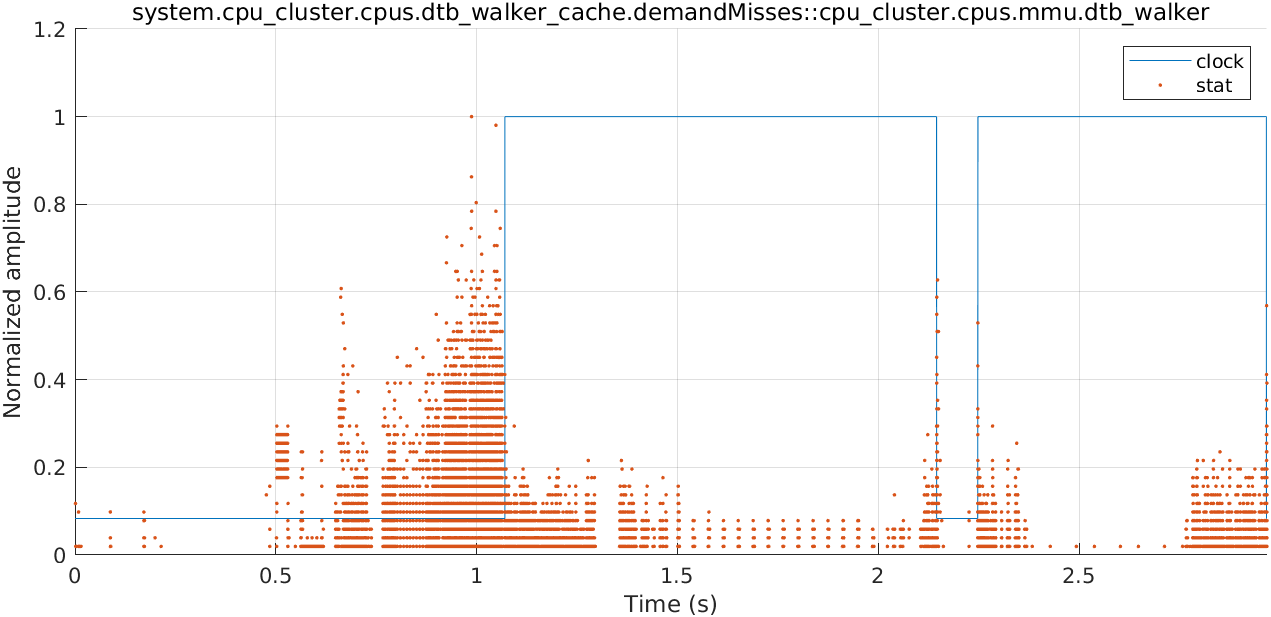 system.cpu_cluster.cpus.dtb_walker_cache.demandMisses::cpu_cluster.cpus.mmu.dtb_walker
1.2
1
0.8
0.6
0.4
0.2
0
Normalized amplitude
clock
stat
0 0.5 1 1.5 2 2.5
Time (s)